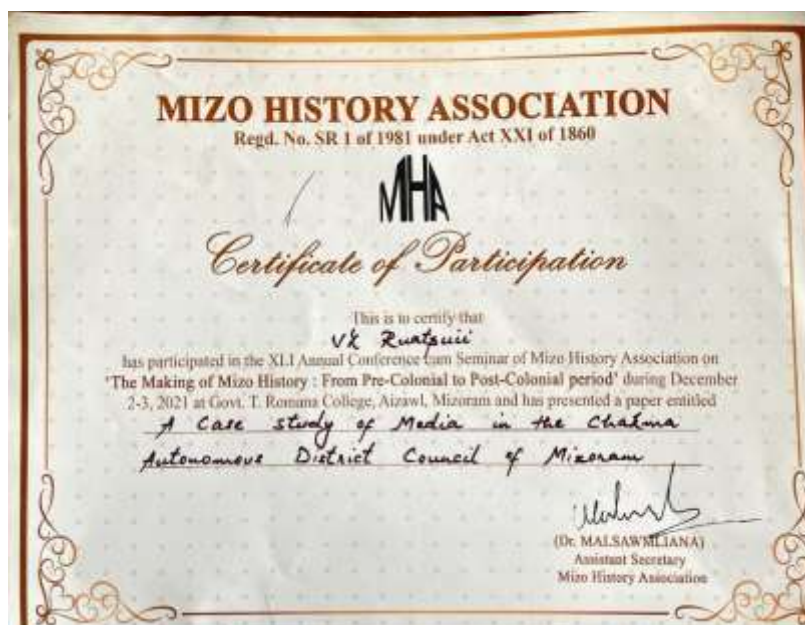 MIZO HISTORY ASSOCIATION
Regd. No. SR 1 of 1981 under Act XXI of 1860
MHA
Certificate of Participation
This is to certify that
VL Ruatpuii
has participated in the XLI Annual Conference cum Seminar of Mizo History Association on
'The Making of Mizo History : From Pre-Colonial to Post-Colonial period' during December
2-3, 2021 at Govt. T. Romana College, Aizawl, Mizoram and has presented a paper entitled
A Case study of Media in the Chakma
Autonomous District Council of Mizoram
(Dr. MALSAWMLIANA)
Assistant Secretary
Mizo History Association